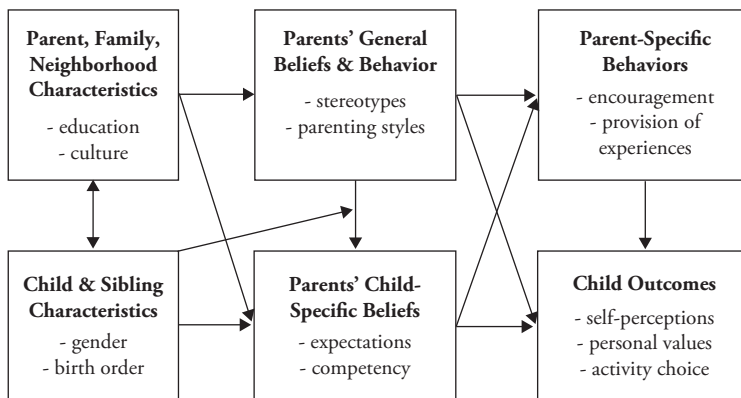 Parent, Family,
Neighborhood
Characteristics
- education
- culture
Parents’ General
Beliefs & Behavior
- stereotypes
- parenting styles
Parent-Specific
Behaviors
- encouragement
- provision of
experiences
Child & Sibling
Characteristics
- gender
- birth order
Parents’ Child-
Specific Beliefs
- expectations
- competency
Child Outcomes
- self-perceptions
- personal values
- activity choice